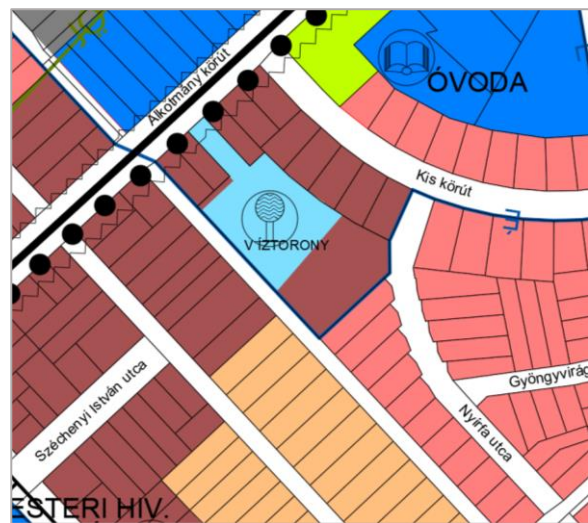 Alkotmány körút
ÓVODA
Kis körút
VÍZTORONY
Gyöngyvirág
Széchenyi István utca
Nyírfa utca
ESTERI HIV.